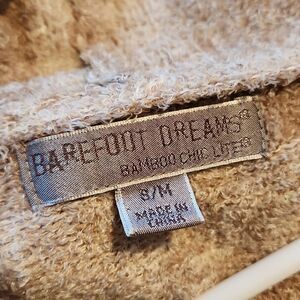 BAREFOOT DREAMS®
BAMBOO CHIC LITE®
S/M
MADE IN
CHINA